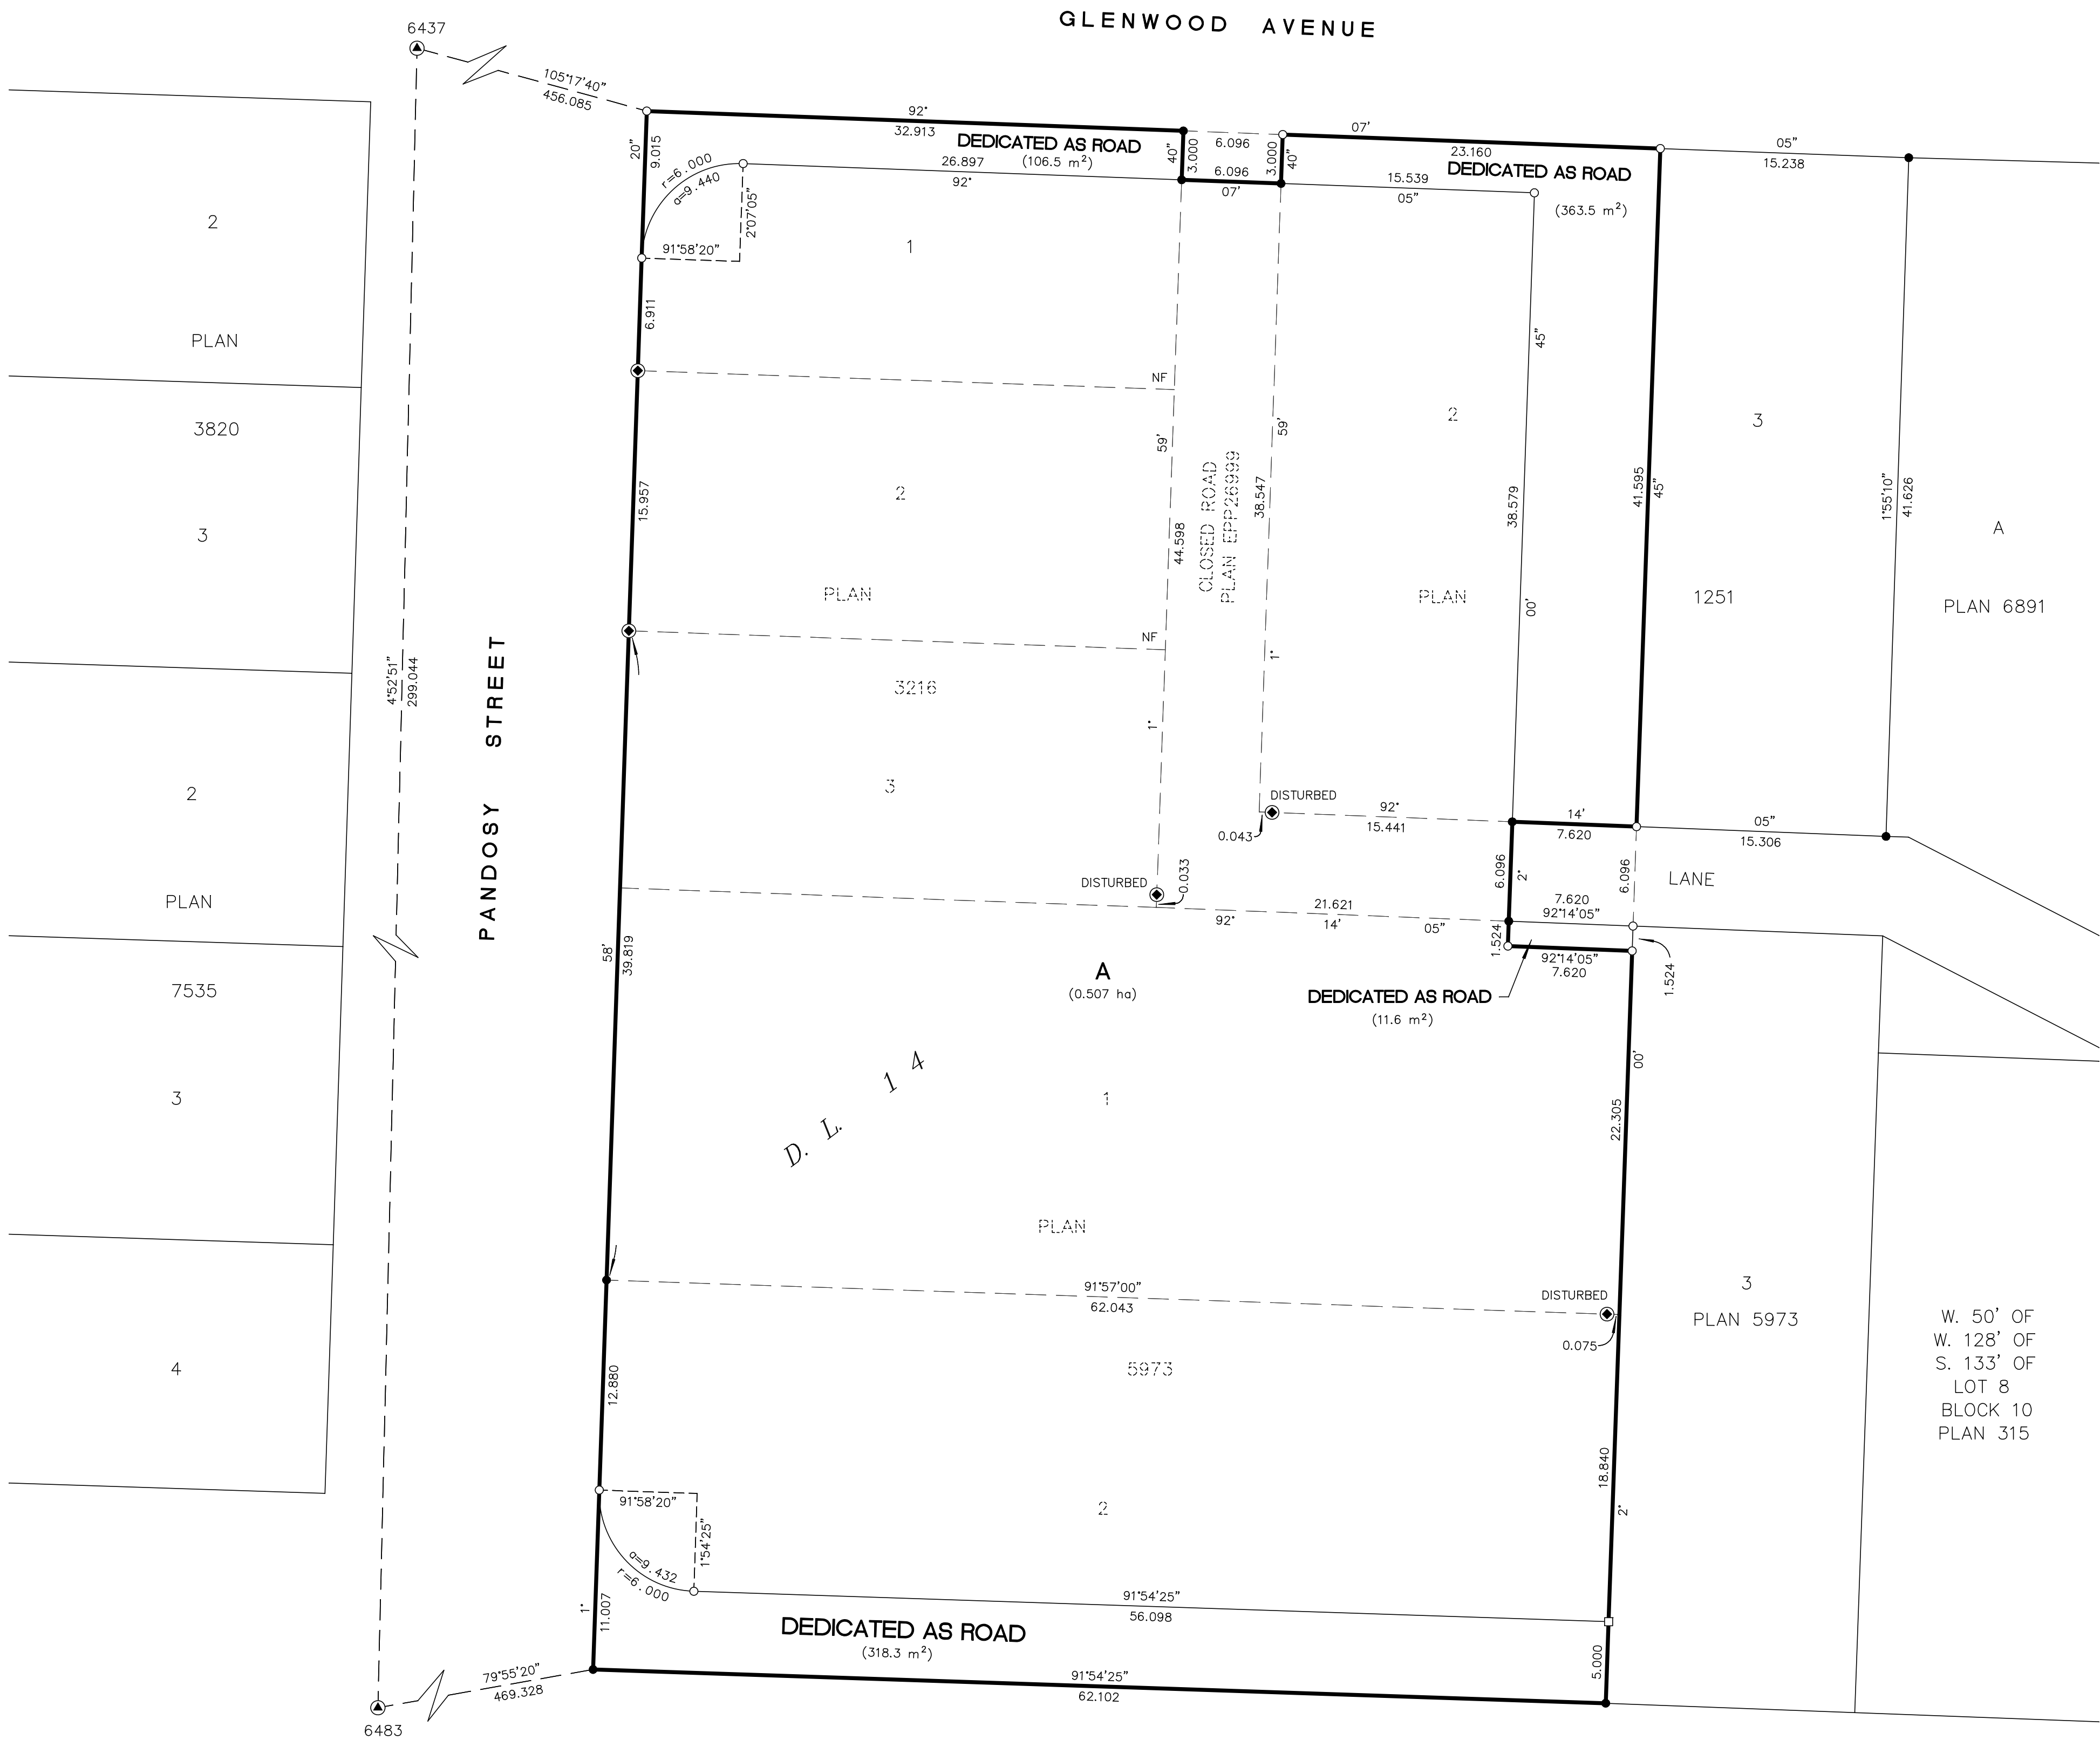 GLENWOOD AVENUE
6437
105°17'40"
456.085
92°
32.913
DEDICATED AS ROAD
(106.5 m²)
26.897
92°
20"
9.015
r=6.000
a=9.440
2°07'05"
91°58'20"
40"
3.000
6.096
6.096
07'
3.000
40"
07'
23.160
DEDICATED AS ROAD
(363.5 m²)
15.539
05"
05"
15.238
2
PLAN
3820
3
2
PLAN
7535
3
4
4°52'51"
299.044
PANDOSY STREET
6.911
15.957
58'
39.819
12.880
1°
11.007
1
NF
2
PLAN
NF
3216
3
59'
44.598
1°
CLOSED ROAD
PLAN EPP26999
59'
38.547
1°
2
PLAN
45"
38.579
00'
41.595
45"
3
1251
1°55'10"
41.626
A
PLAN 6891
DISTURBED
0.043
92°
15.441
14'
7.620
05"
15.306
DISTURBED
0.033
21.621
92°
14'
05"
6.096
2°
7.620
92°14'05"
6.096
LANE
1.524
92°14'05"
7.620
1.524
DEDICATED AS ROAD
(11.6 m²)
A
(0.507 ha)
D. L. 14
1
PLAN
00'
22.305
91°57'00"
62.043
DISTURBED
0.075
5973
2
18.840
2°
3
PLAN 5973
W. 50' OF
W. 128' OF
S. 133' OF
LOT 8
BLOCK 10
PLAN 315
91°58'20"
1°54'25"
a=9.432
r=6.000
91°54'25"
56.098
DEDICATED AS ROAD
(318.3 m²)
5.000
91°54'25"
62.102
79°55'20"
469.328
6483